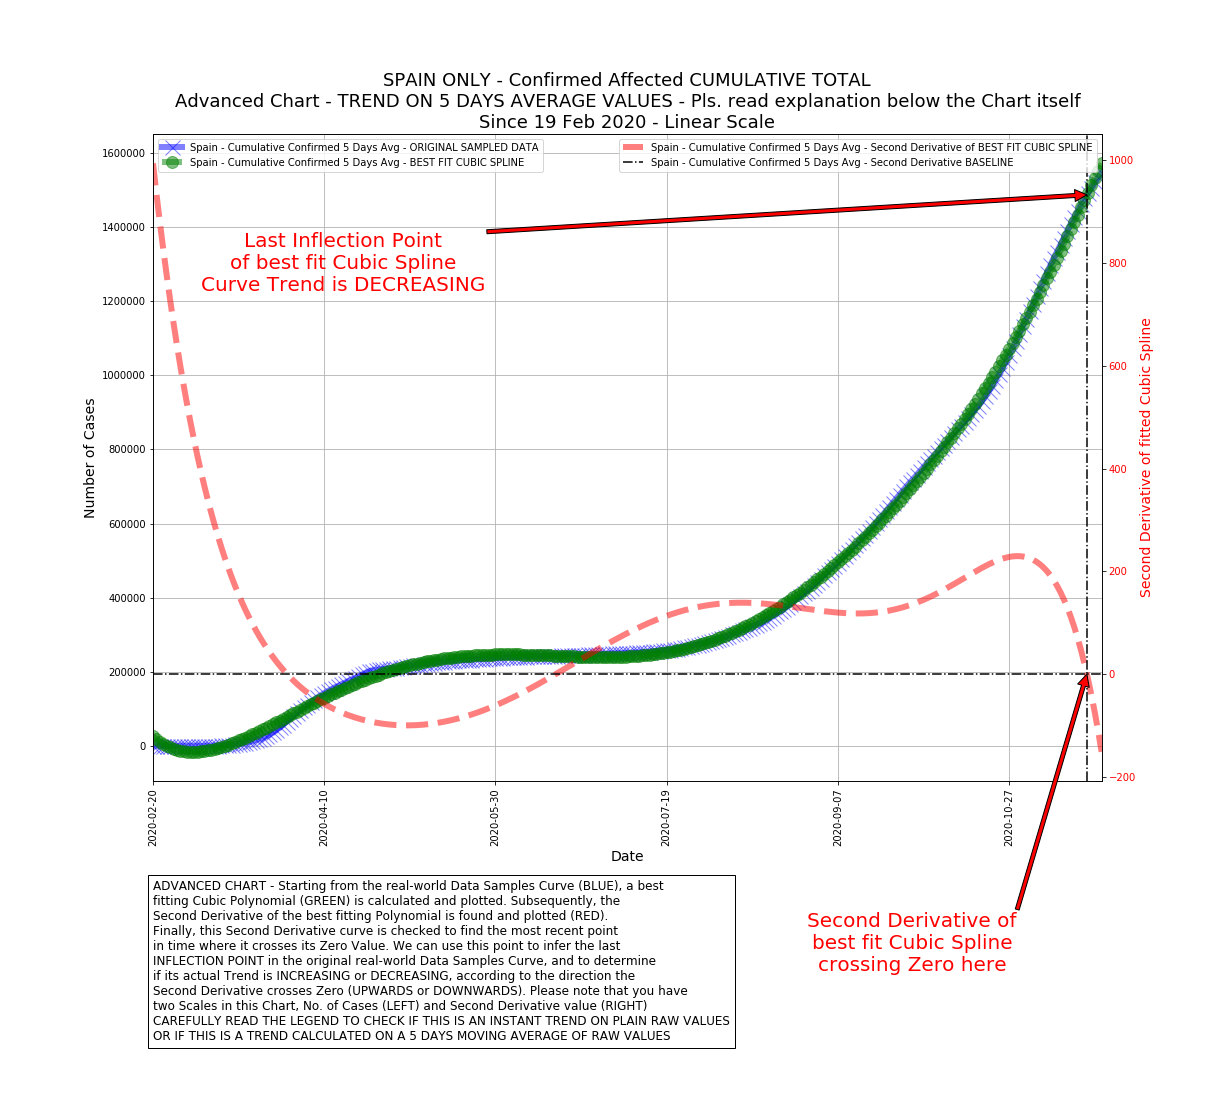 SPAIN ONLY - Confirmed Affected CUMULATIVE TOTAL
Advanced Chart - TREND ON 5 DAYS AVERAGE VALUES - Pls. read explanation below the Chart itself
Since 19 Feb 2020 - Linear Scale
Spain - Cumulative Confirmed 5 Days Avg - ORIGINAL SAMPLED DATA
Spain - Cumulative Confirmed 5 Days Avg - BEST FIT CUBIC SPLINE
Spain - Cumulative Confirmed 5 Days Avg - Second Derivative of BEST FIT CUBIC SPLINE
Spain - Cumulative Confirmed 5 Days Avg - Second Derivative BASELINE
Last Inflection Point
of best fit Cubic Spline
Curve Trend is DECREASING
Number of Cases
1600000
1400000
1200000
1000000
800000
600000
400000
200000
0
1000
800
600
400
200
0
−200
Second Derivative of fitted Cubic Spline
2020-02-20
2020-04-10
2020-05-30
2020-07-19
2020-09-07
2020-10-27
Date
ADVANCED CHART - Starting from the real-world Data Samples Curve (BLUE), a best
fitting Cubic Polynomial (GREEN) is calculated and plotted. Subsequently, the
Second Derivative of the best fitting Polynomial is found and plotted (RED).
Finally, this Second Derivative curve is checked to find the most recent point
in time where it crosses its Zero Value. We can use this point to infer the last
INFLECTION POINT in the original real-world Data Samples Curve, and to determine
if its actual Trend is INCREASING or DECREASING, according to the direction the
Second Derivative crosses Zero (UPWARDS or DOWNWARDS). Please note that you have
two Scales in this Chart, No. of Cases (LEFT) and Second Derivative value (RIGHT)
CAREFULLY READ THE LEGEND TO CHECK IF THIS IS AN INSTANT TREND ON PLAIN RAW VALUES
OR IF THIS IS A TREND CALCULATED ON A 5 DAYS MOVING AVERAGE OF RAW VALUES
Second Derivative of
best fit Cubic Spline
crossing Zero here